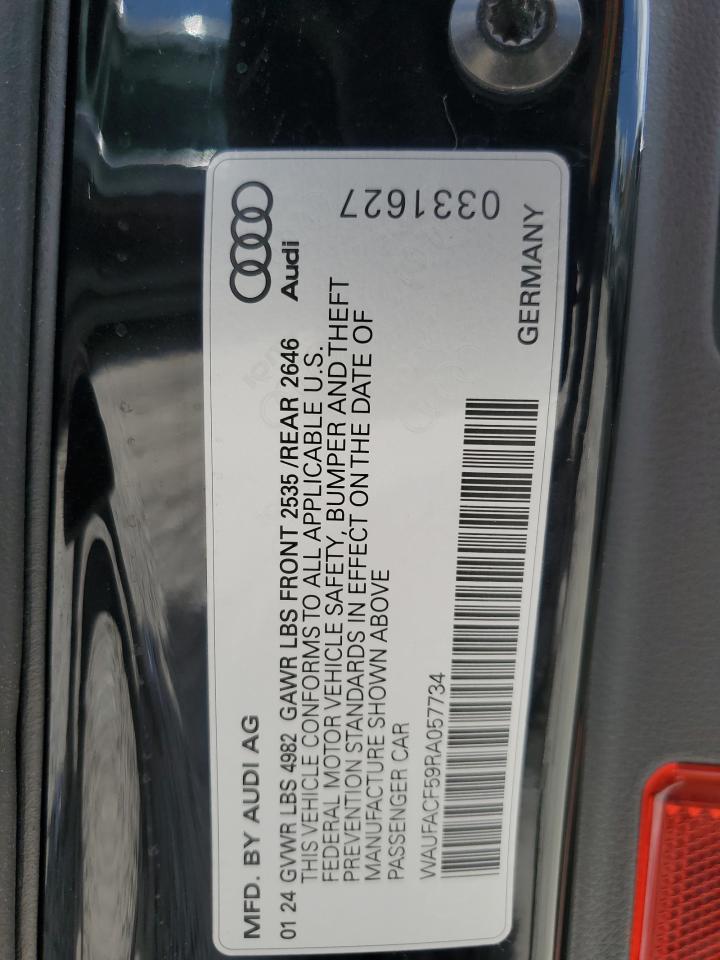 Audi
0331627
MFD. BY AUDI AG
01 24 GVWR LBS 4982 GAWR LBS FRONT 2535 /REAR 2646
THIS VEHICLE CONFORMS TO ALL APPLICABLE U.S.
FEDERAL MOTOR VEHICLE SAFETY, BUMPER AND THEFT
PREVENTION STANDARDS IN EFFECT ON THE DATE OF
MANUFACTURE SHOWN ABOVE
PASSENGER CAR
WAUFACF59RA057734
GERMANY